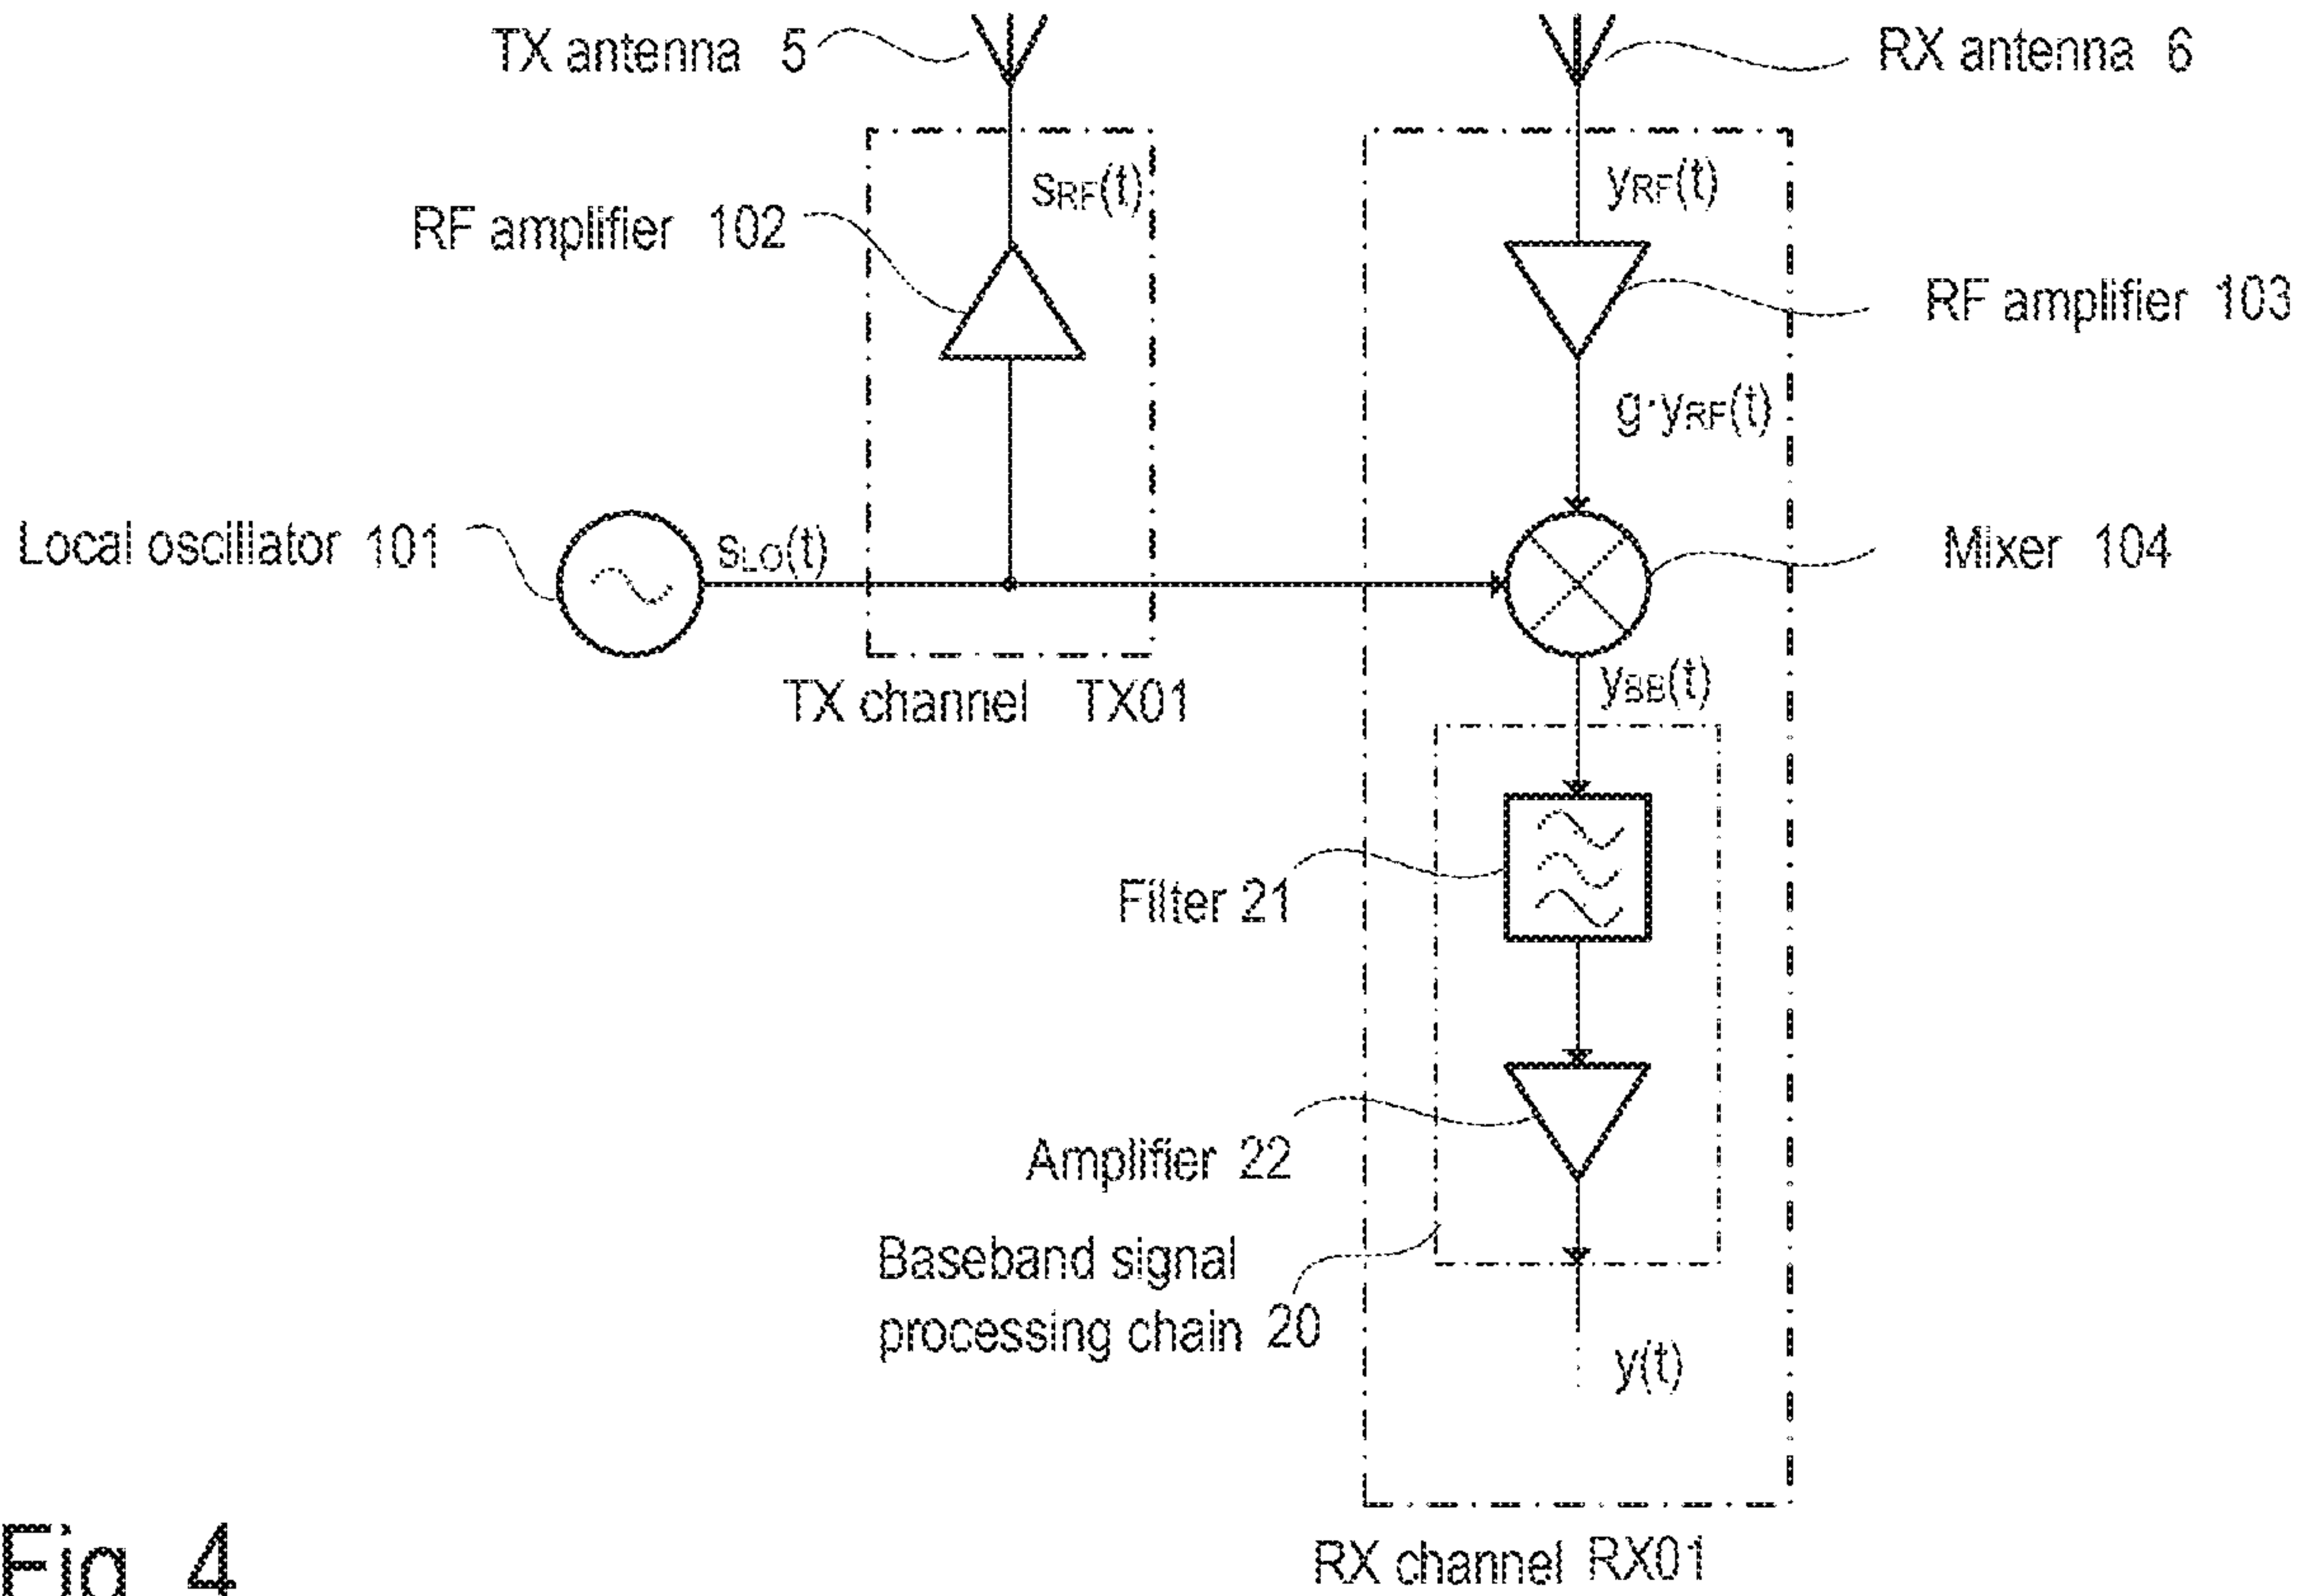 TX antenna 5
RX antenna 6
sRF(t)
yRF(t)
RF amplifier 102
RF amplifier 103
g·yRF(t)
Local oscillator 101
sLO(t)
Mixer 104
TX channel TX01
yBB(t)
Filter 21
Amplifier 22
Baseband signal
processing chain 20
y(t)
RX channel RX01
Fig 4